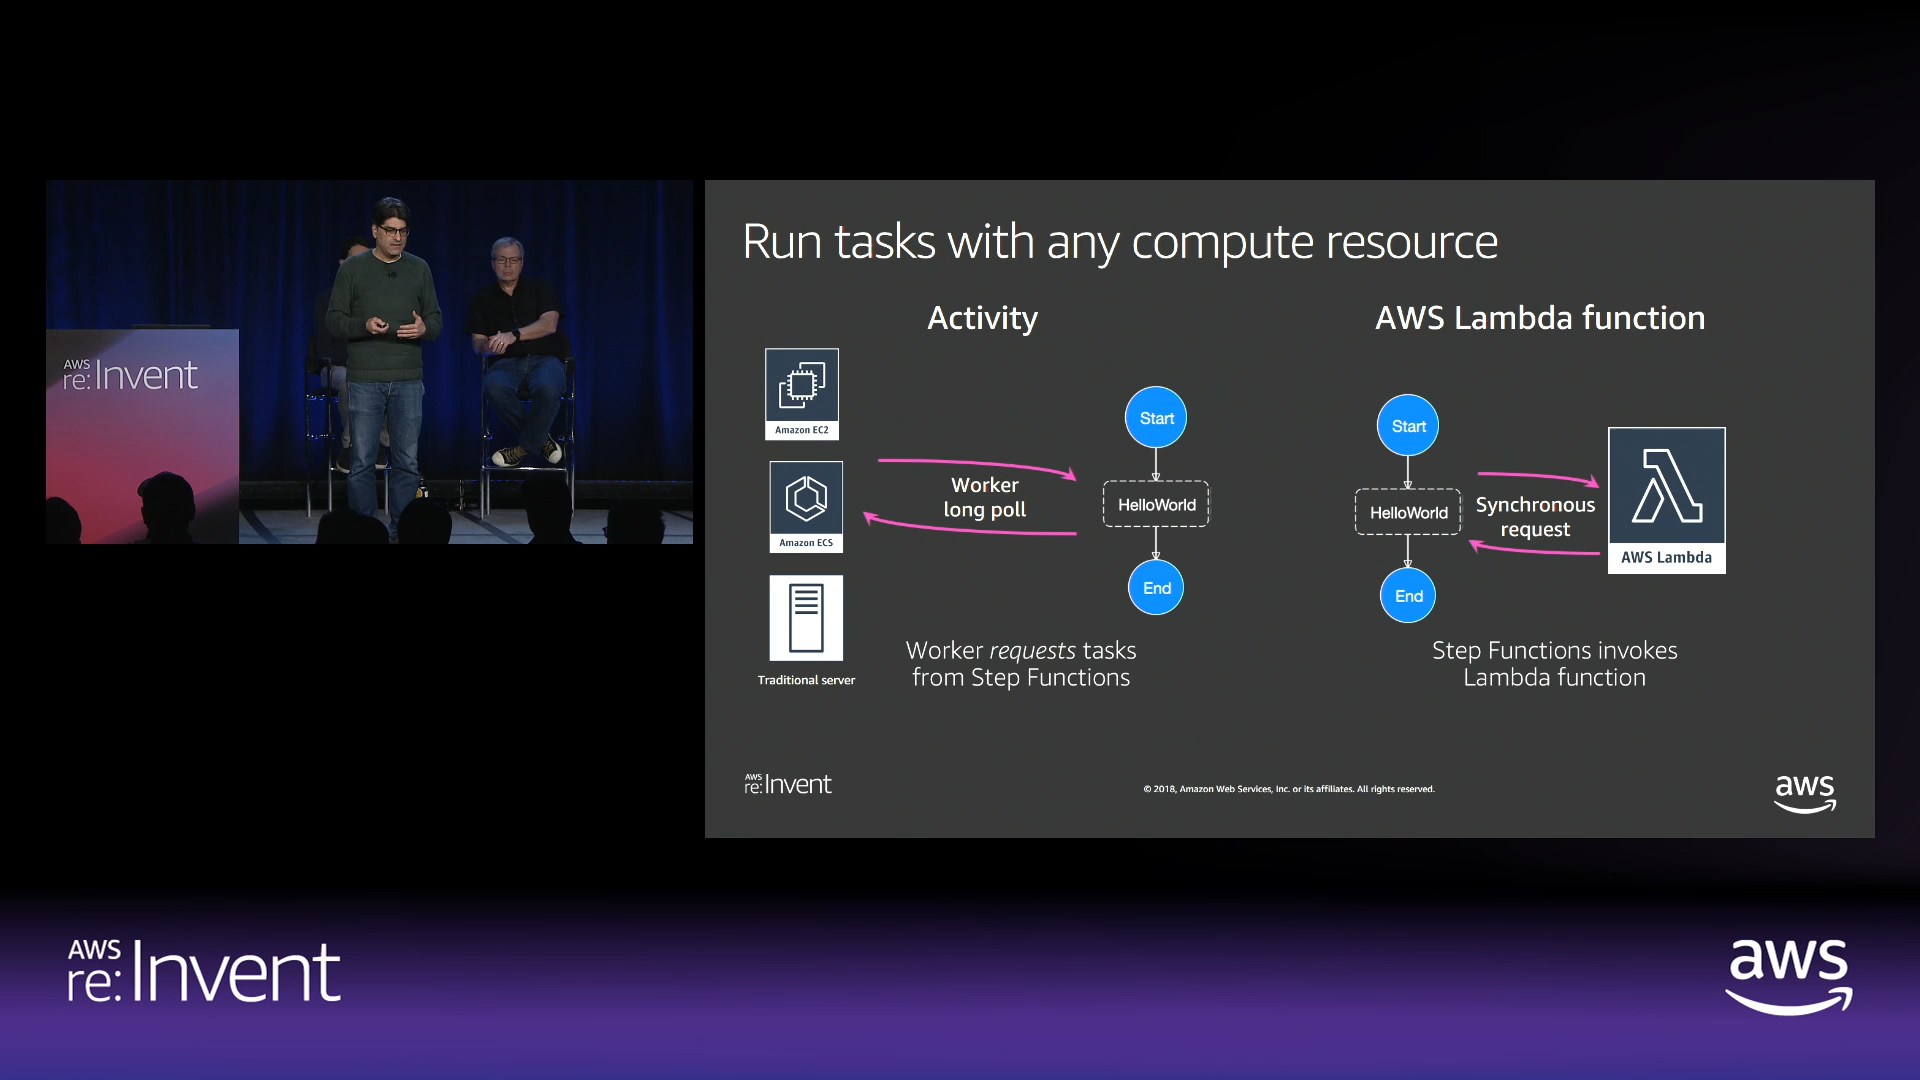 AWS
re:Invent
Run tasks with any compute resource
Activity
AWS Lambda function
Amazon EC2
Amazon ECS
Traditional server
Worker
long poll
Start
HelloWorld
End
Worker requests tasks
from Step Functions
Start
HelloWorld
End
Synchronous
request
AWS Lambda
Step Functions invokes
Lambda function
AWS
re:Invent
© 2018, Amazon Web Services, Inc. or its affiliates. All rights reserved.
aws
AWS
re:Invent
aws